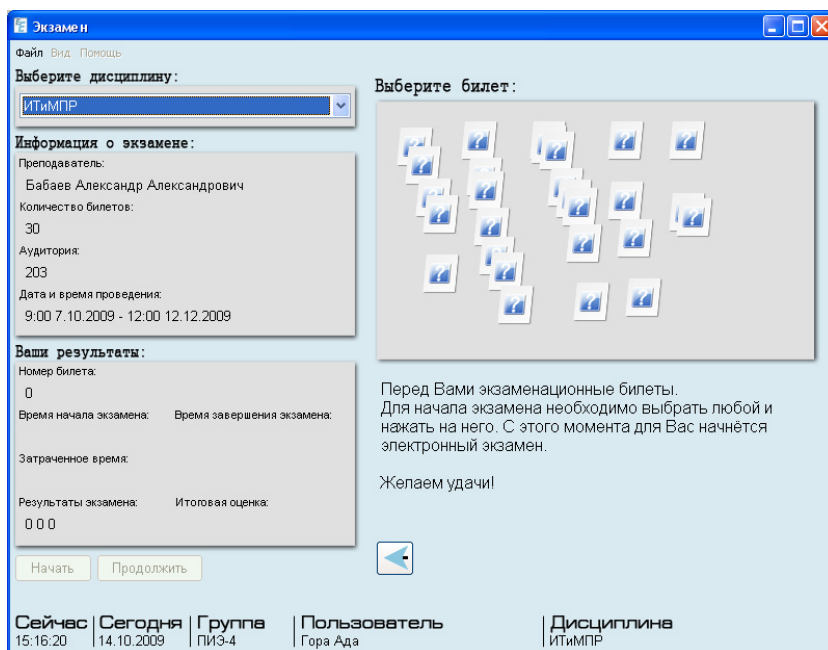 Экзамен
Файл Вид Помощь
Выберите дисциплину:
ИТиМПР
Информация о экзамене:
Преподаватель:
Бабаев Александр Александрович
Количество билетов:
30
Аудитория:
203
Дата и время проведения:
9:00 7.10.2009 - 12:00 12.12.2009
Ваши результаты:
Номер билета:
0
Время начала экзамена: Время завершения экзамена:
Затраченное время:
Результаты экзамена: Итоговая оценка:
0 0 0
Начать Продолжить
Выберите билет:
Перед Вами экзаменационные билеты.
Для начала экзамена необходимо выбрать любой и
нажать на него. С этого момента для Вас начнётся
электронный экзамен.
Желаем удачи!
Сейчас Сегодня Группа Пользователь Дисциплина
15:16:20 14.10.2009 ПИЭ-4 Гора Ада ИТиМПР